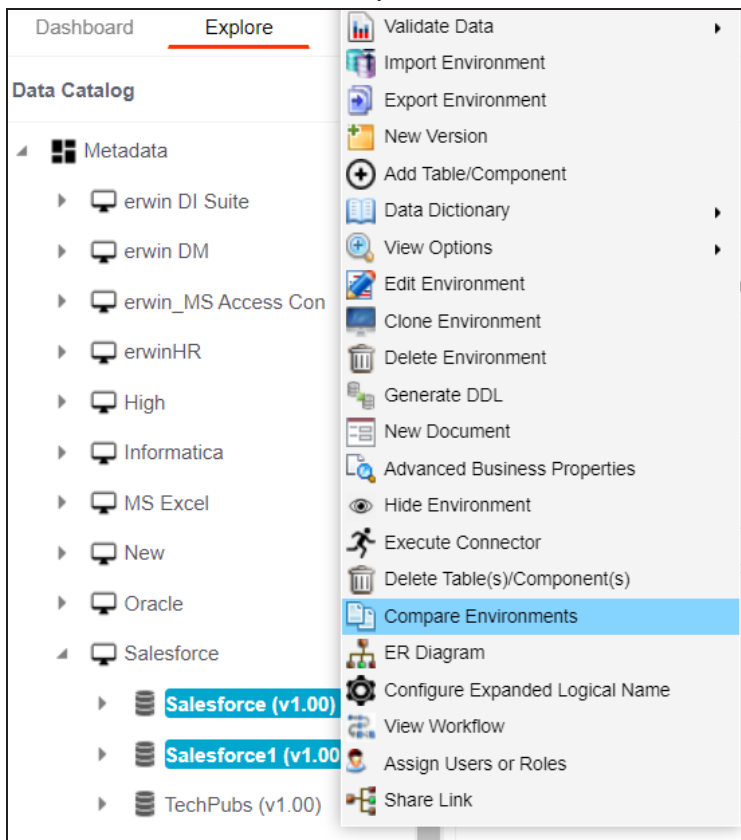 Dashboard
Explore
Data Catalog
Metadata
erwin DI Suite
erwin DM
erwin_MS Access Con
erwinHR
High
Informatica
MS Excel
New
Oracle
Salesforce
Salesforce (v1.00)
Salesforce1 (v1.00
TechPubs (v1.00)
Validate Data
Import Environment
Export Environment
New Version
Add Table/Component
Data Dictionary
View Options
Edit Environment
Clone Environment
Delete Environment
Generate DDL
New Document
Advanced Business Properties
Hide Environment
Execute Connector
Delete Table(s)/Component(s)
Compare Environments
ER Diagram
Configure Expanded Logical Name
View Workflow
Assign Users or Roles
Share Link